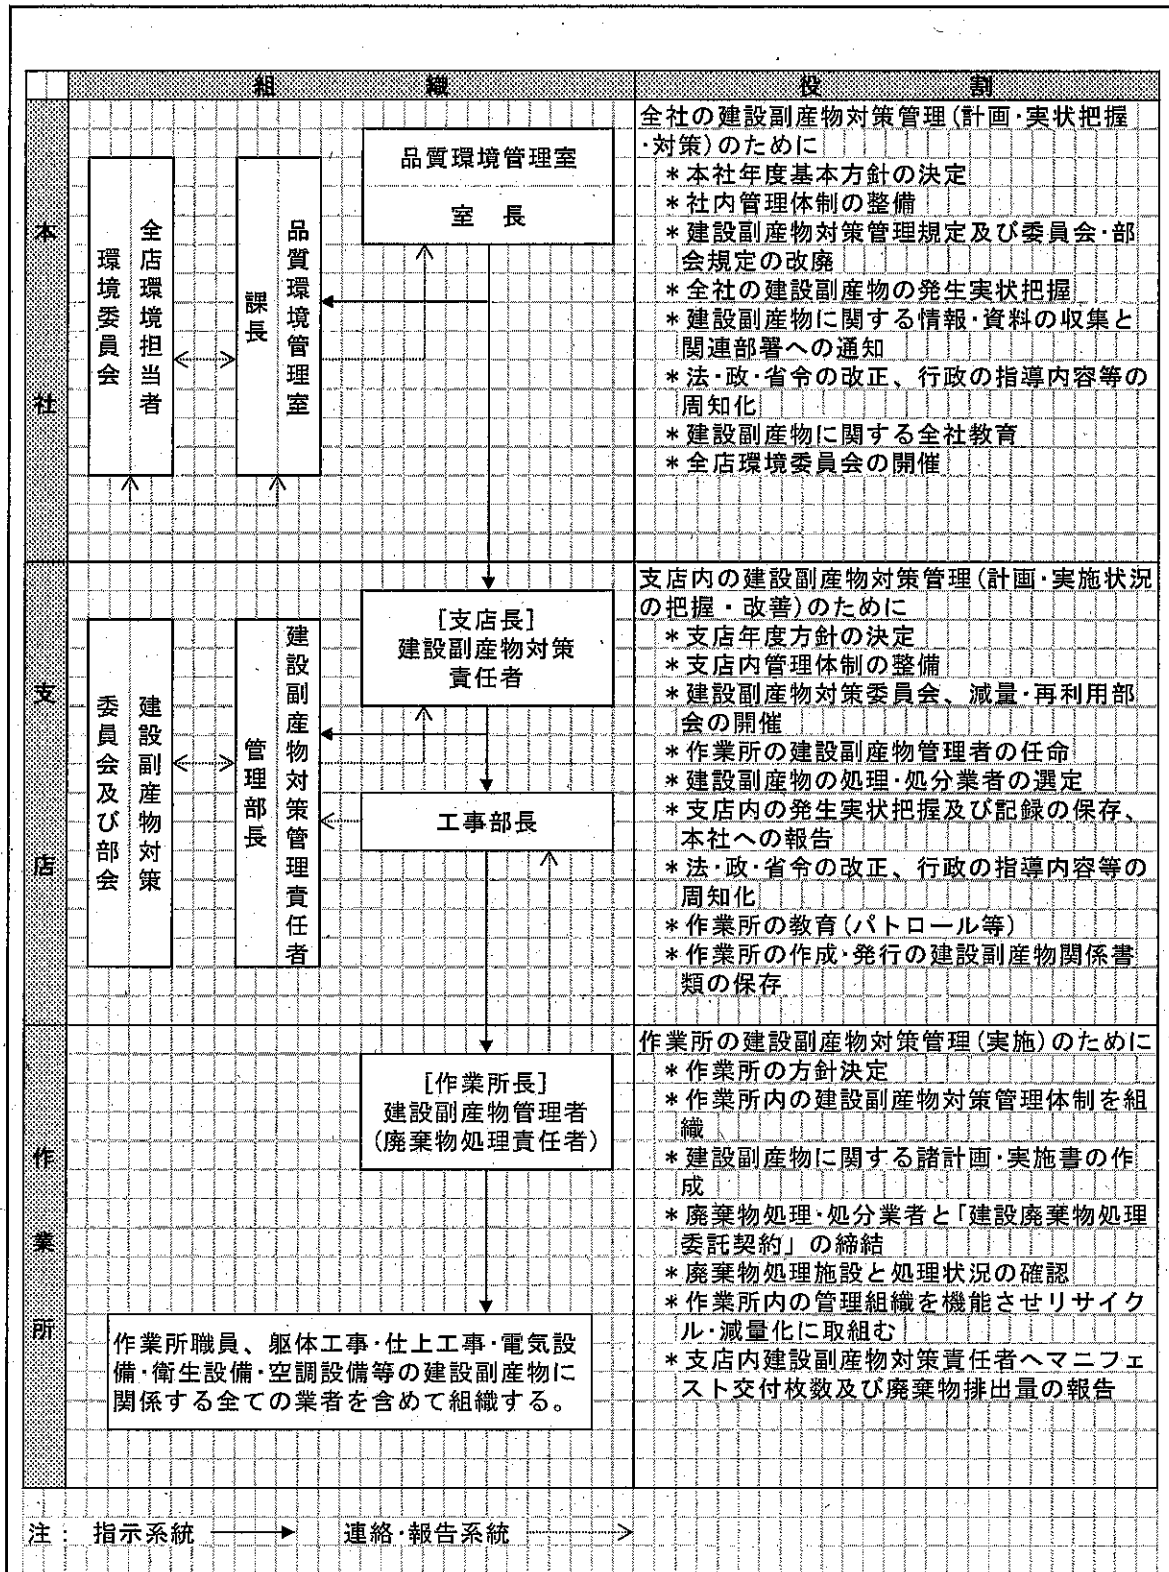 組織
役割
本社
品質環境管理室
室長
全店環境担当者
環境委員会
品質環境管理室
課長
全社の建設副産物対策管理(計画･実状把握
･対策)のために
＊本社年度基本方針の決定
＊社内管理体制の整備
＊建設副産物対策管理規定及び委員会･部
会規定の改廃
＊全社の建設副産物の発生実状把握
＊建設副産物に関する情報･資料の収集と
関連部署への通知
＊法･政･省令の改正、行政の指導内容等の
周知化
＊建設副産物に関する全社教育
＊全店環境委員会の開催
支店
[支店長]
建設副産物対策
責任者
建設副産物対策
委員会及び部会
建設副産物対策管理責任者
管理部長
工事部長
支店内の建設副産物対策管理(計画･実施状況
の把握・改善)のために
＊支店年度方針の決定
＊支店内管理体制の整備
＊建設副産物対策委員会、減量･再利用部
会の開催
＊作業所の建設副産物管理者の任命
＊建設副産物の処理･処分業者の選定
＊支店内の発生実状把握及び記録の保存、
本社への報告
＊法･政･省令の改正、行政の指導内容等の
周知化
＊作業所の教育(パトロール等)
＊作業所の作成･発行の建設副産物関係書
類の保存
作業所
[作業所長]
建設副産物管理者
(廃棄物処理責任者)
作業所職員、躯体工事･仕上工事･電気設
備･衛生設備･空調設備等の建設副産物に
関係する全ての業者を含めて組織する。
作業所の建設副産物対策管理(実施)のために
＊作業所の方針決定
＊作業所内の建設副産物対策管理体制を組
織
＊建設副産物に関する諸計画･実施書の作
成
＊廃棄物処理･処分業者と｢建設廃棄物処理
委託契約」の締結
＊廃棄物処理施設と処理状況の確認
＊作業所内の管理組織を機能させリサイク
ル･減量化に取組む
＊支店内建設副産物対策責任者へマニフェ
スト交付枚数及び廃棄物排出量の報告
注： 指示系統 連絡･報告系統